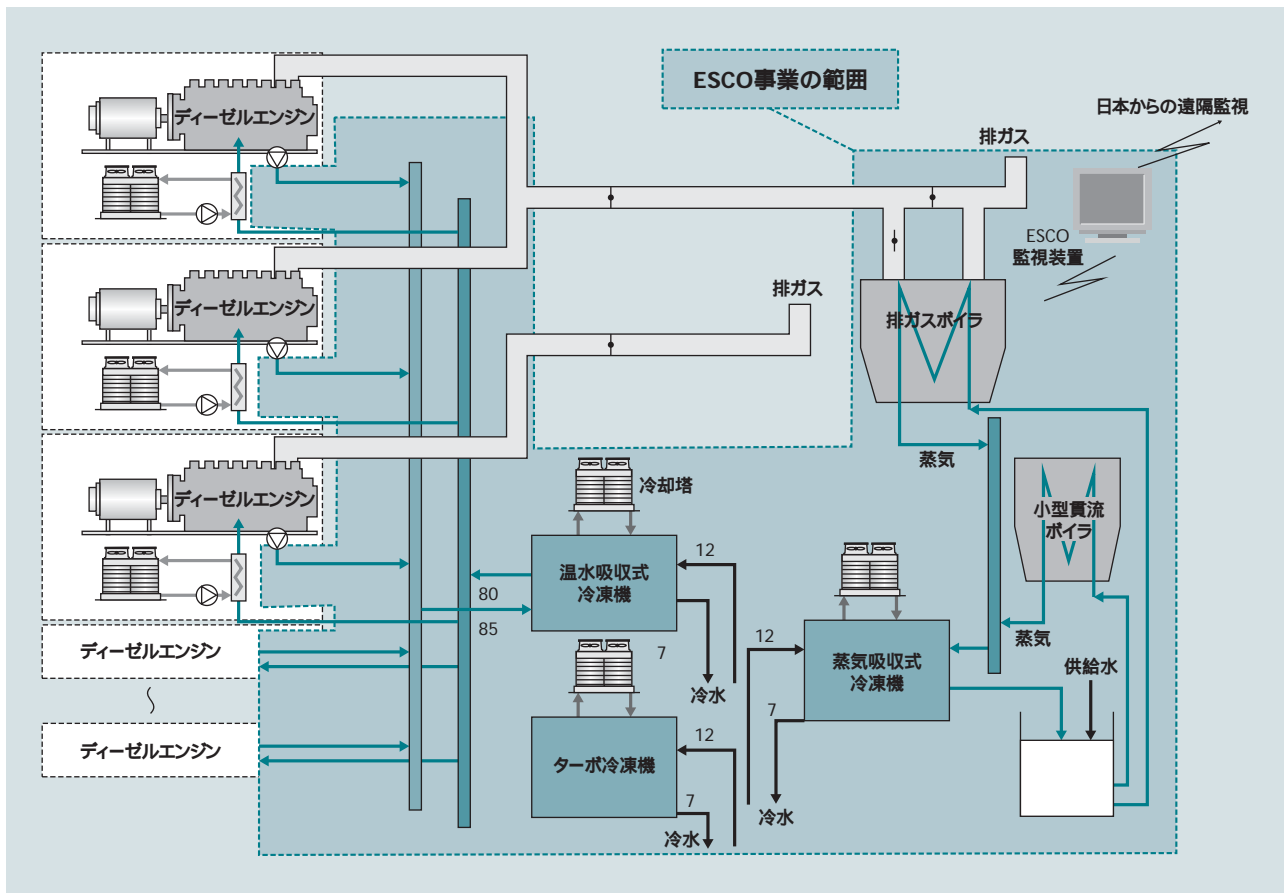 ESCO事業の範囲
日本からの遠隔監視
排ガス
ディーゼルエンジン
ESCO
監視装置
ディーゼルエンジン
排ガス
排ガスボイラ
蒸気
ディーゼルエンジン
冷却塔
小型貫流
ボイラ
温水吸収式
冷凍機
12
80
85
7
冷水
蒸気
12
蒸気吸収式
冷凍機
7
冷水
供給水
ディーゼルエンジン
ディーゼルエンジン
ターボ冷凍機
12
7
冷水